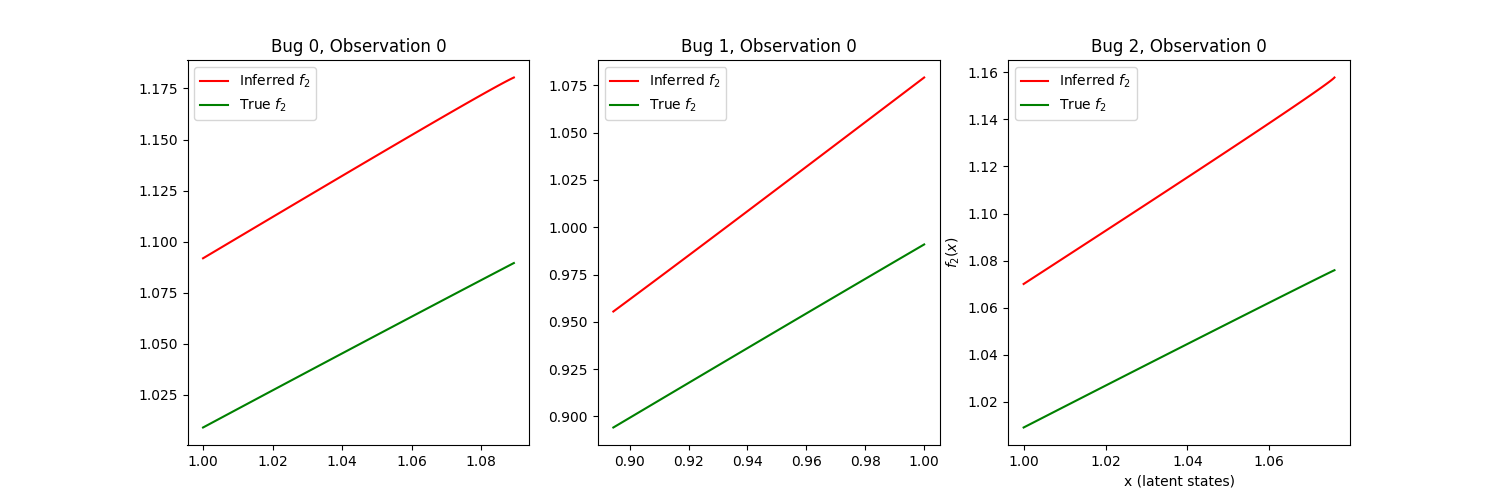 Bug 0, Observation 0
Inferred f₂
True f₂
1.175
1.150
1.125
1.100
1.075
1.050
1.025
1.00 1.02 1.04 1.06 1.08
Bug 1, Observation 0
Inferred f₂
True f₂
1.075
1.050
1.025
1.000
0.975
0.950
0.925
0.900
0.90 0.92 0.94 0.96 0.98 1.00
Bug 2, Observation 0
Inferred f₂
True f₂
f₂(x)
1.16
1.14
1.12
1.10
1.08
1.06
1.04
1.02
1.00 1.02 1.04 1.06
x (latent states)